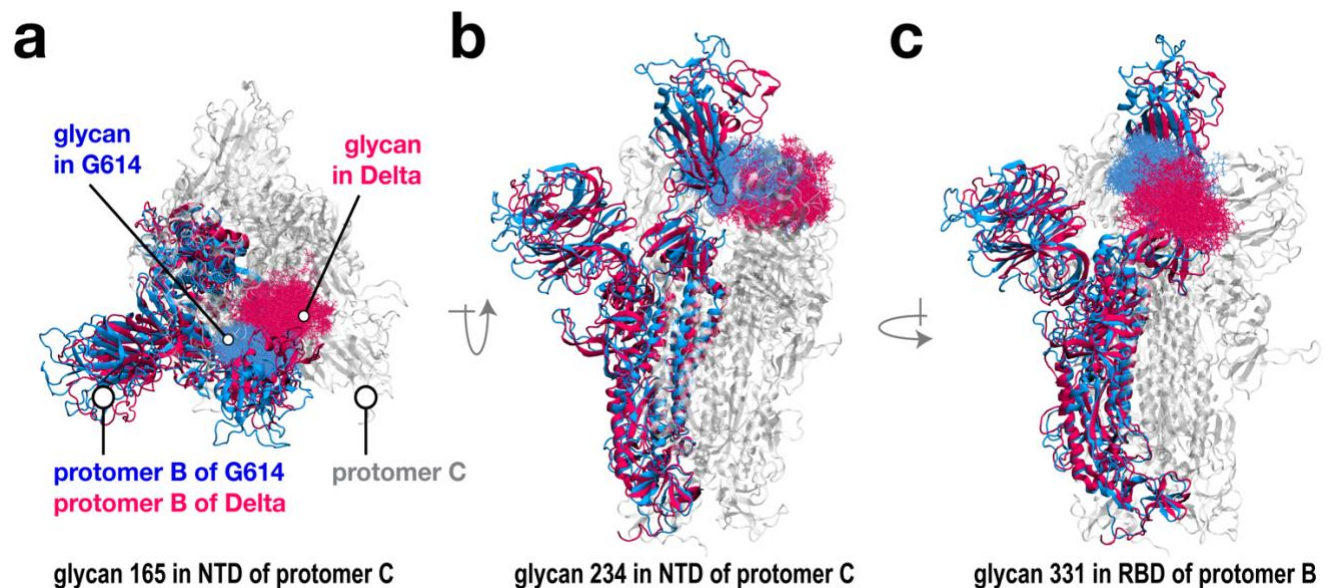 a
b
c
glycan
in G614
glycan
in Delta
protomer B of G614
protomer B of Delta
protomer C
glycan 165 in NTD of protomer C
glycan 234 in NTD of protomer C
glycan 331 in RBD of protomer B